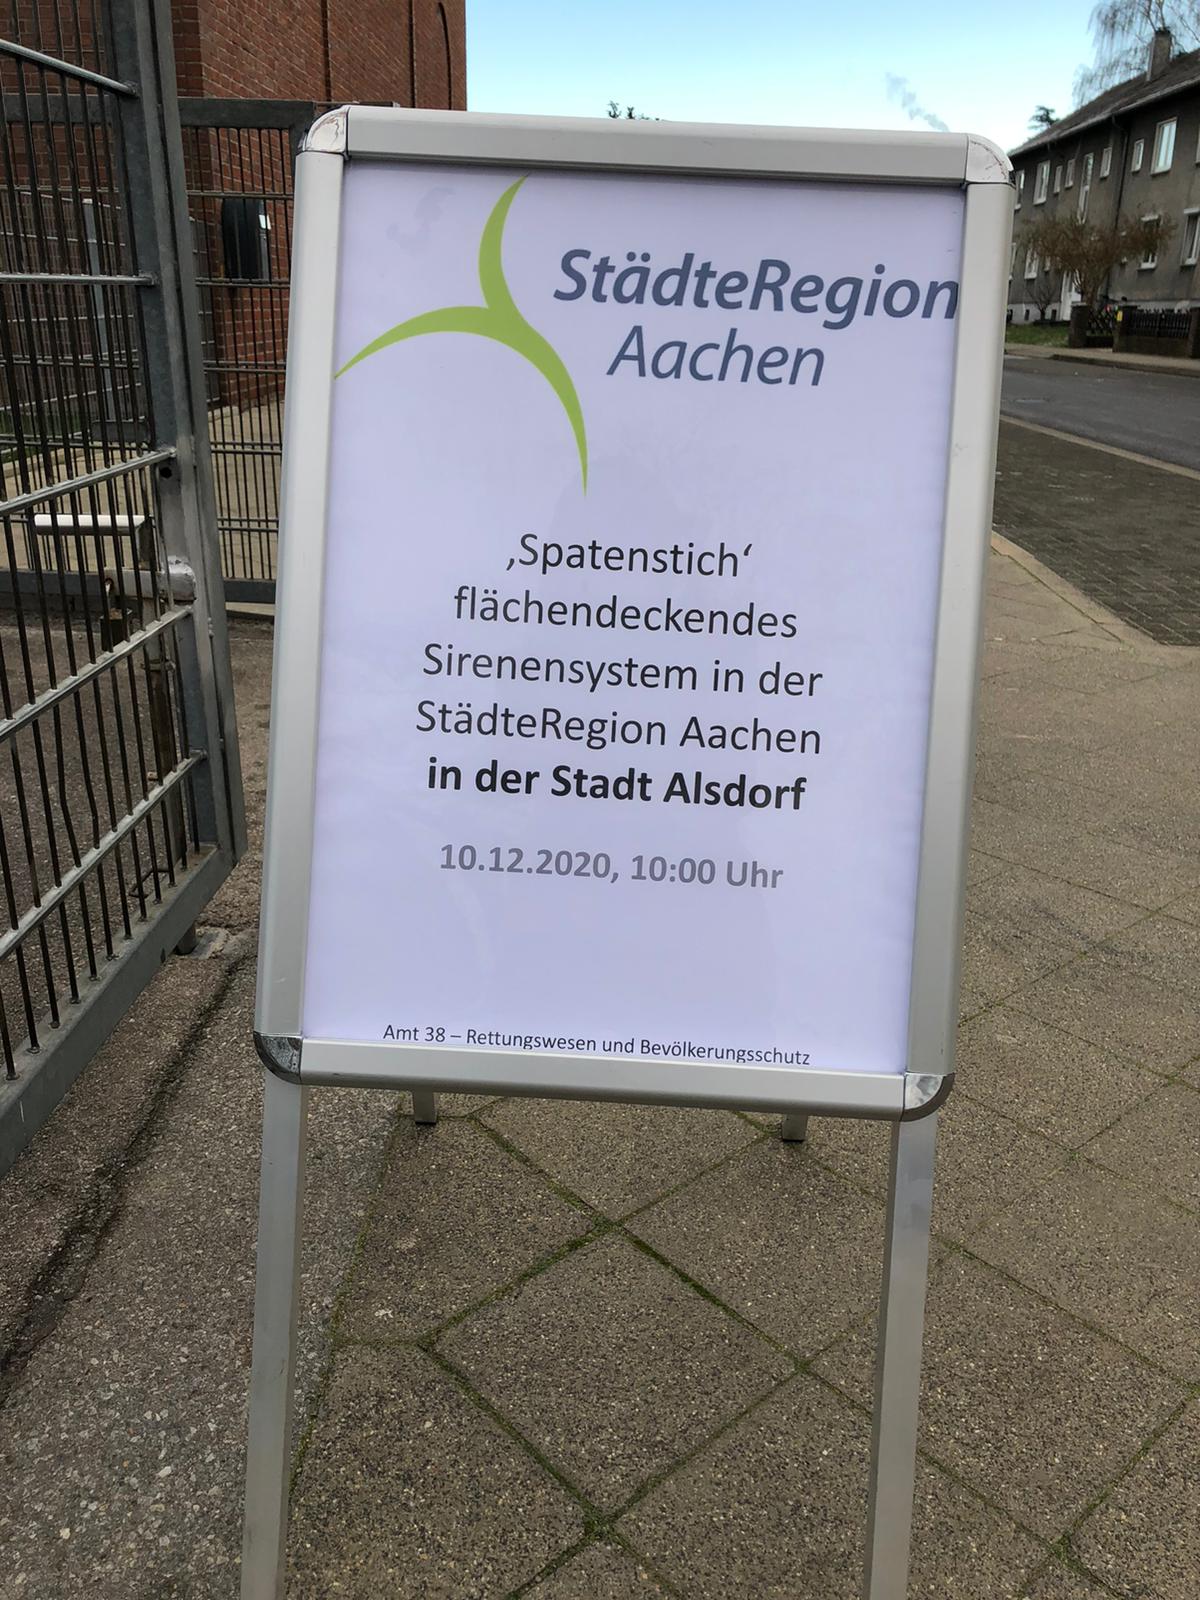 StädteRegion
Aachen
‚Spatenstich‘
flächendeckendes
Sirenensystem in der
StädteRegion Aachen
in der Stadt Alsdorf
10.12.2020, 10:00 Uhr
Amt 38 – Rettungswesen und Bevölkerungsschutz